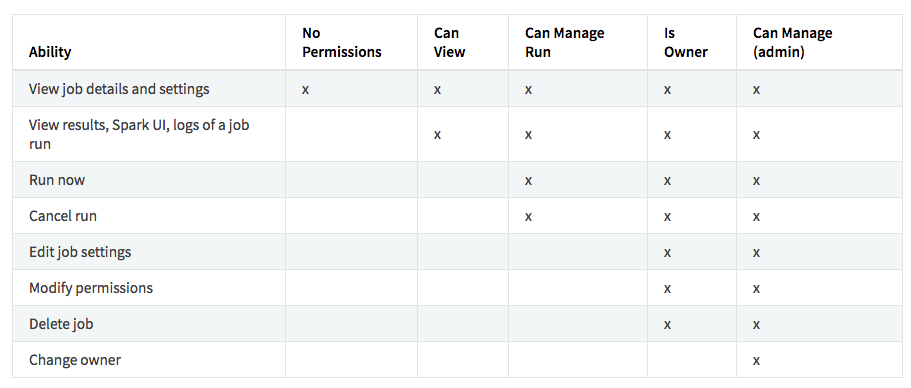 Ability No Permissions Can View Can Manage Run Is Owner Can Manage (admin)
View job details and settings x x x x x
View results, Spark UI, logs of a job run x x x x
Run now x x x
Cancel run x x x
Edit job settings x x
Modify permissions x x
Delete job x x
Change owner x